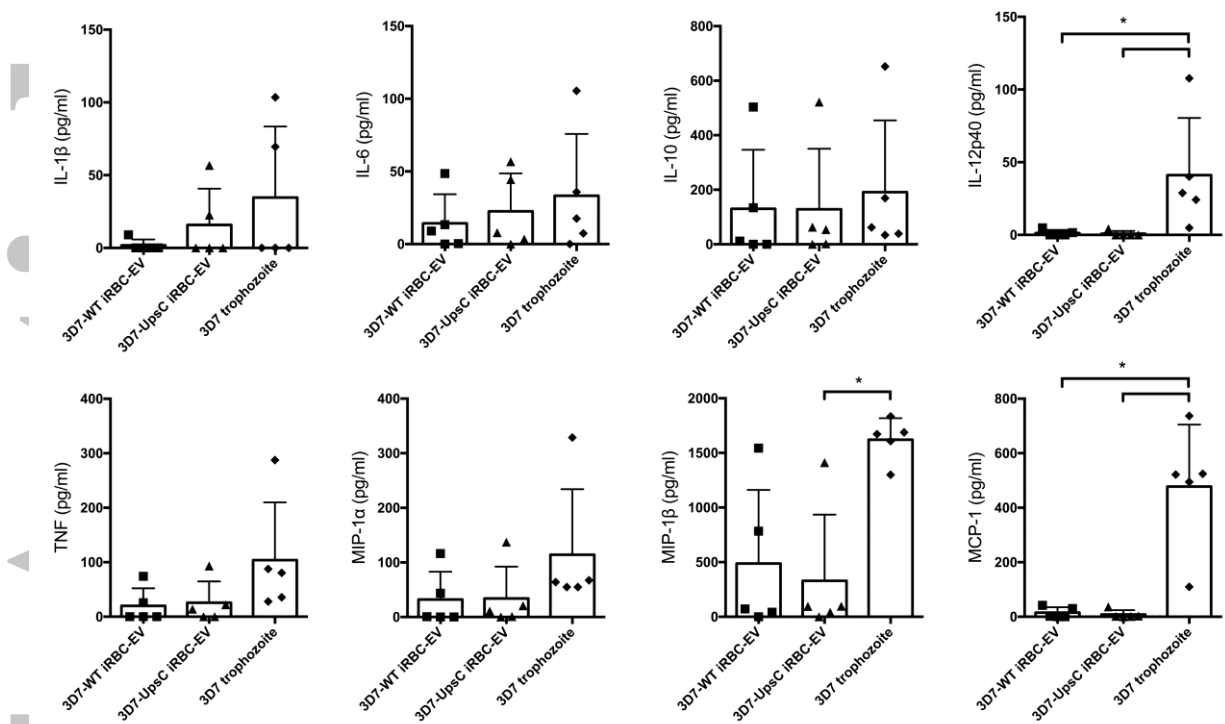 IL-1β (pg/ml)
150
100
50
0
3D7-WT iRBC-EV
3D7-UpsC iRBC-EV
3D7 trophozoite
IL-6 (pg/ml)
150
100
50
0
3D7-WT iRBC-EV
3D7-UpsC iRBC-EV
3D7 trophozoite
IL-10 (pg/ml)
800
600
400
200
0
3D7-WT iRBC-EV
3D7-UpsC iRBC-EV
3D7 trophozoite
IL-12p40 (pg/ml)
150
100
50
0
*
3D7-WT iRBC-EV
3D7-UpsC iRBC-EV
3D7 trophozoite
TNF (pg/ml)
400
300
200
100
0
3D7-WT iRBC-EV
3D7-UpsC iRBC-EV
3D7 trophozoite
MIP-1α (pg/ml)
400
300
200
100
0
3D7-WT iRBC-EV
3D7-UpsC iRBC-EV
3D7 trophozoite
MIP-1β (pg/ml)
2000
1500
1000
500
0
*
3D7-WT iRBC-EV
3D7-UpsC iRBC-EV
3D7 trophozoite
MCP-1 (pg/ml)
800
600
400
200
0
*
3D7-WT iRBC-EV
3D7-UpsC iRBC-EV
3D7 trophozoite